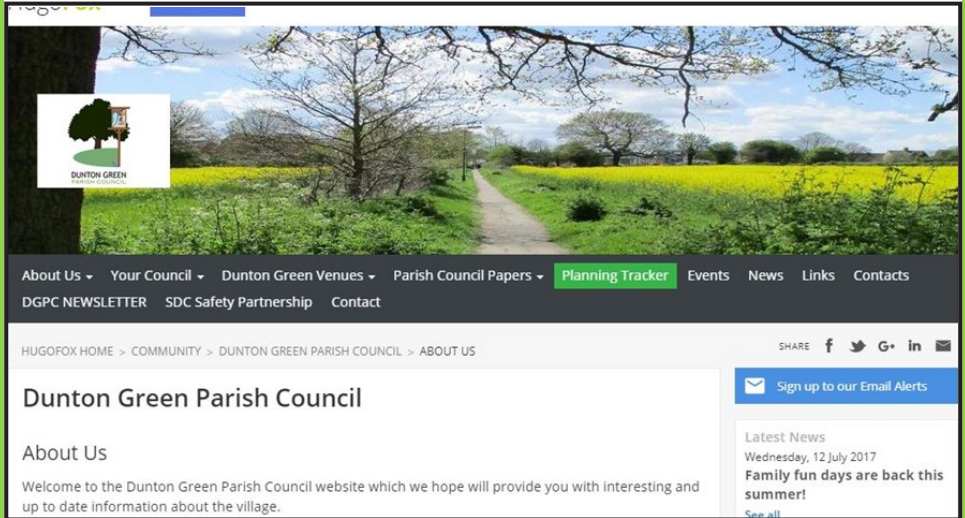 HugoFox
DUNTON GREEN
PARISH COUNCIL
About Us Your Council Dunton Green Venues Parish Council Papers Planning Tracker Events News Links Contacts
DGPC NEWSLETTER SDC Safety Partnership Contact
HUGOFOX HOME > COMMUNITY > DUNTON GREEN PARISH COUNCIL > ABOUT US
SHARE f G+ in
Dunton Green Parish Council
About Us
Welcome to the Dunton Green Parish Council website which we hope will provide you with interesting and
up to date information about the village.
Sign up to our Email Alerts
Latest News
Wednesday, 12 July 2017
Family fun days are back this
summer!
See all